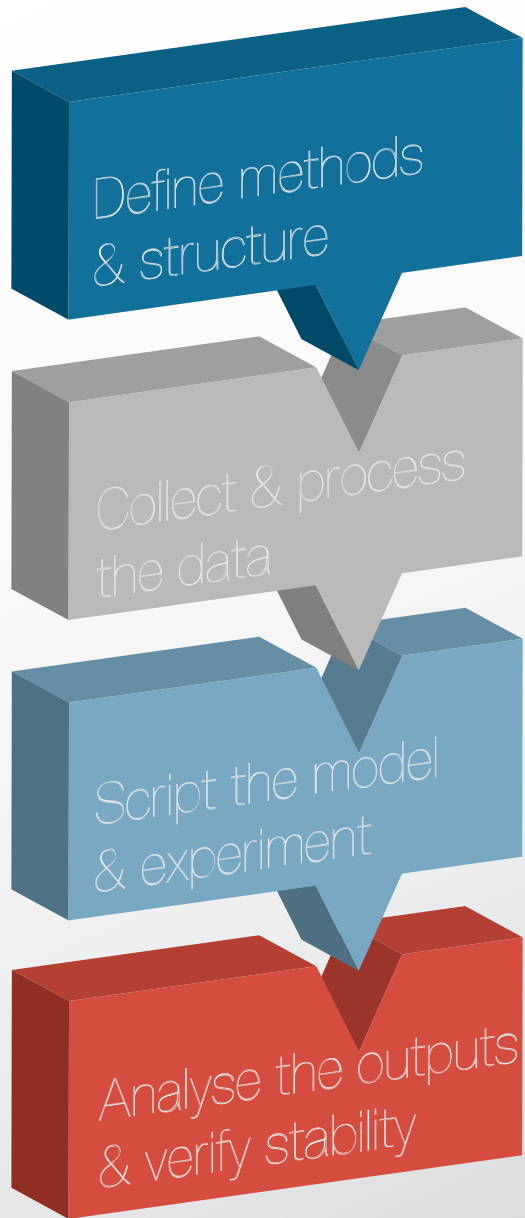 Define methods
& structure
Collect & process
the data
Script the model
& experiment
Analyse the outputs
& verify stability